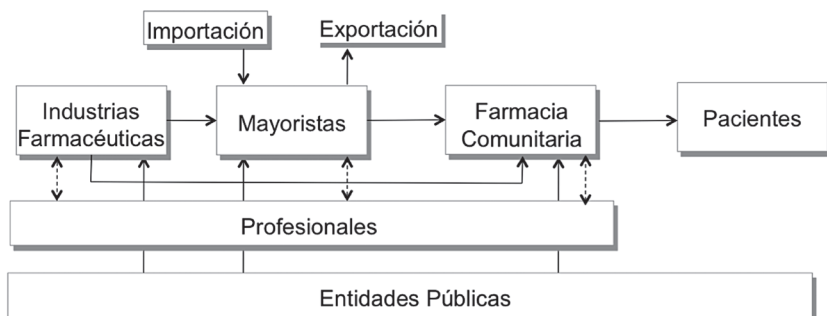 Importación
Exportación
Industrias
Farmacéuticas
Mayoristas
Farmacia
Comunitaria
Pacientes
Profesionales
Entidades Públicas